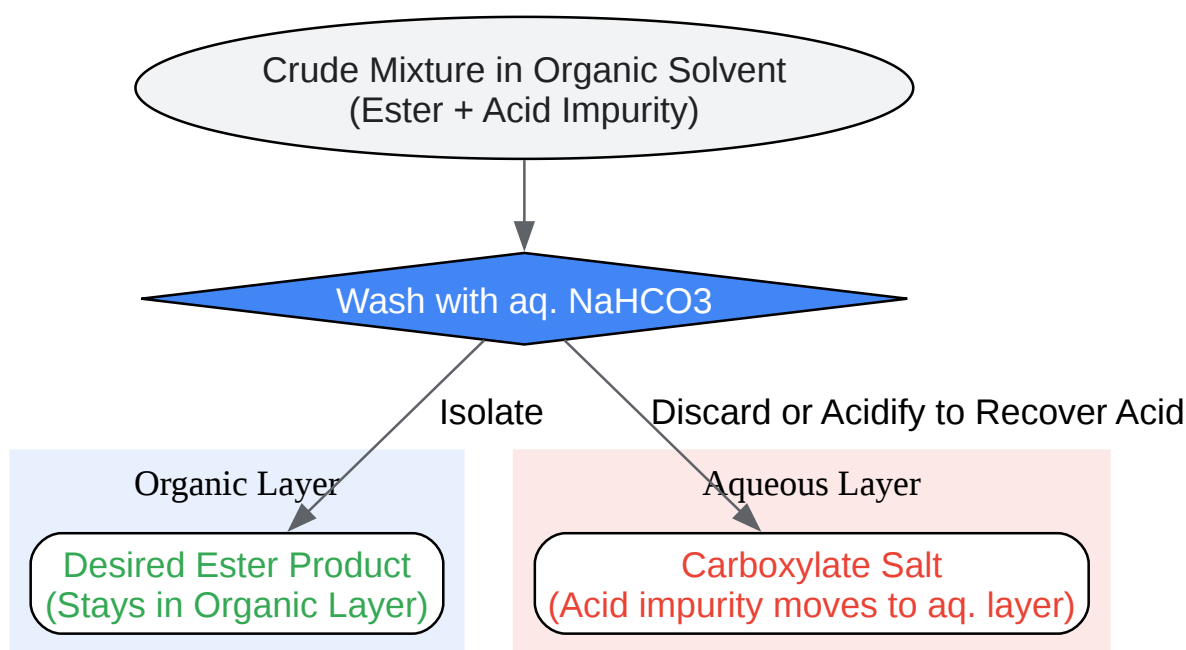 Crude Mixture in Organic Solvent
(Ester + Acid Impurity)
Wash with aq. NaHCO3
Isolate
Discard or Acidify to Recover Acid
Organic Layer
Aqueous Layer
Desired Ester Product
(Stays in Organic Layer)
Carboxylate Salt
(Acid impurity moves to aq. layer)